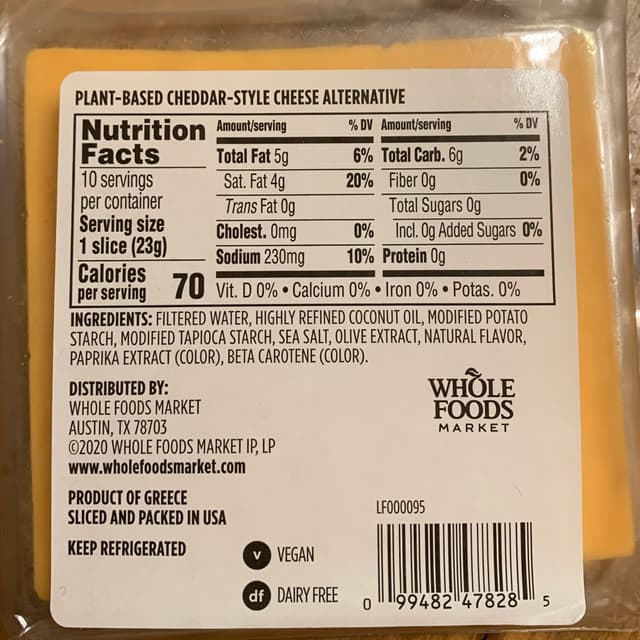 PLANT-BASED CHEDDAR-STYLE CHEESE ALTERNATIVE
Nutrition
Facts
10 servings
per container
Serving size
1 slice (23g)
Calories
per serving 70
Amount/serving % DV
Total Fat 5g 6%
Sat. Fat 4g 20%
Trans Fat 0g
Cholest. 0mg 0%
Sodium 230mg 10%
Amount/serving % DV
Total Carb. 6g 2%
Fiber 0g 0%
Total Sugars 0g
Incl. 0g Added Sugars 0%
Protein 0g
Vit. D 0% • Calcium 0% • Iron 0% • Potas. 0%
INGREDIENTS: FILTERED WATER, HIGHLY REFINED COCONUT OIL, MODIFIED POTATO
STARCH, MODIFIED TAPIOCA STARCH, SEA SALT, OLIVE EXTRACT, NATURAL FLAVOR,
PAPRIKA EXTRACT (COLOR), BETA CAROTENE (COLOR).
DISTRIBUTED BY:
WHOLE FOODS MARKET
AUSTIN, TX 78703
©2020 WHOLE FOODS MARKET IP, LP
www.wholefoodsmarket.com
WHOLE
FOODS
MARKET
PRODUCT OF GREECE
SLICED AND PACKED IN USA
KEEP REFRIGERATED
V VEGAN
df DAIRY FREE
LF000095
0 99482 47828 5